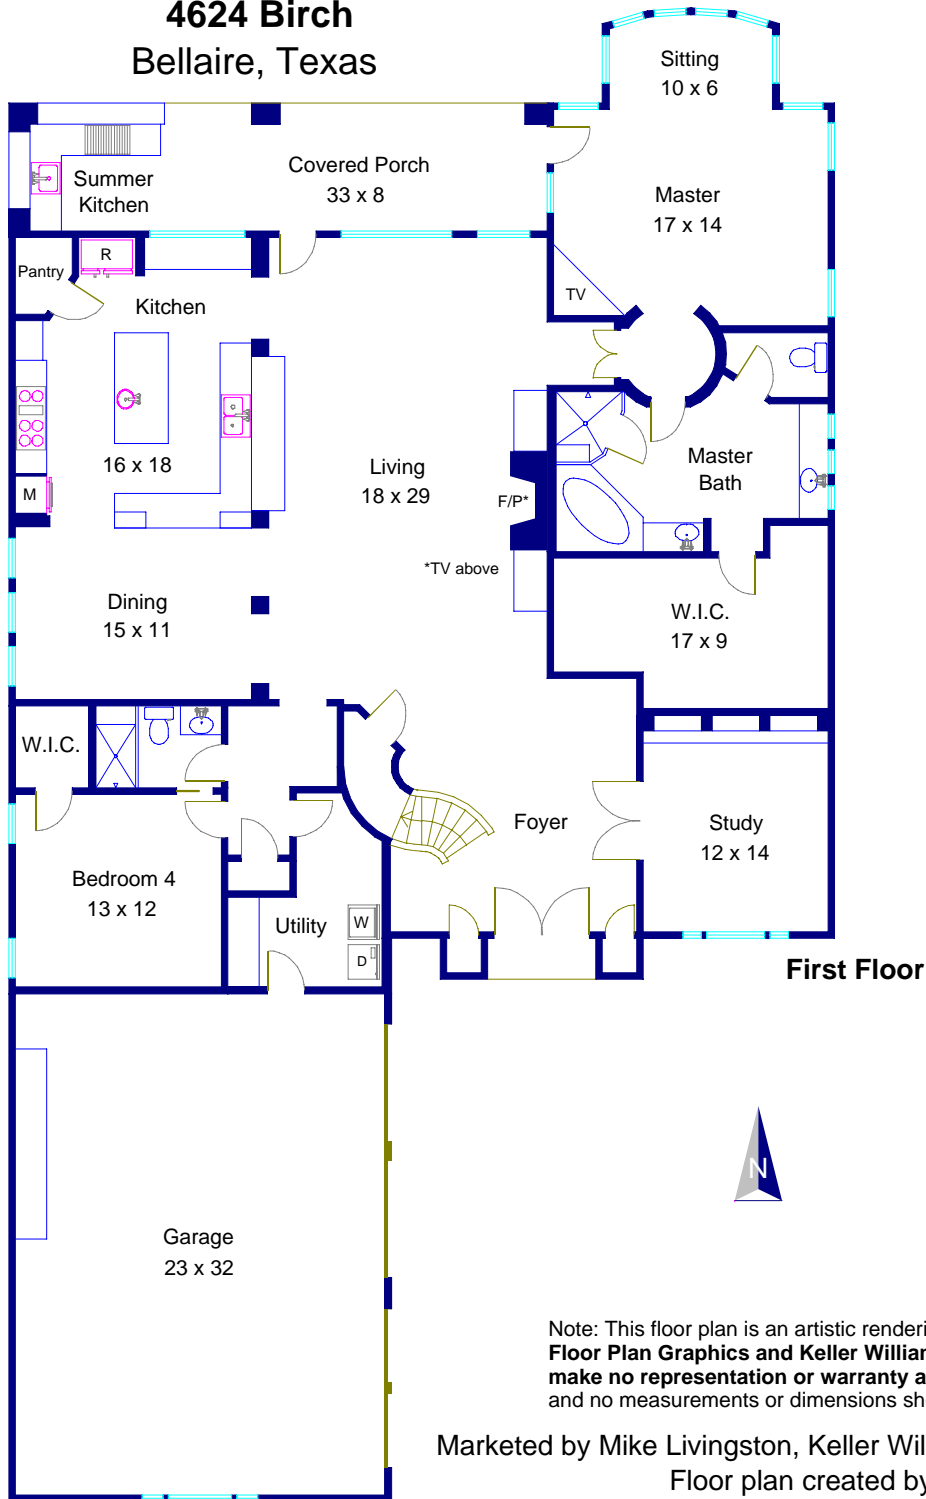 4624 Birch
Bellaire, Texas
Sitting
10 x 6
Covered Porch
33 x 8
Summer
Kitchen
Master
17 x 14
R
Pantry
TV
Kitchen
16 x 18
M
Living
18 x 29
F/P*
*TV above
Master
Bath
Dining
15 x 11
W.I.C.
17 x 9
W.I.C.
Foyer
Study
12 x 14
Bedroom 4
13 x 12
Utility
W
D
First Floor
N
Garage
23 x 32
Note: This floor plan is an artistic renderi
Floor Plan Graphics and Keller Williar
make no representation or warranty a
and no measurements or dimensions sh
Marketed by Mike Livingston, Keller Wil
Floor plan created by